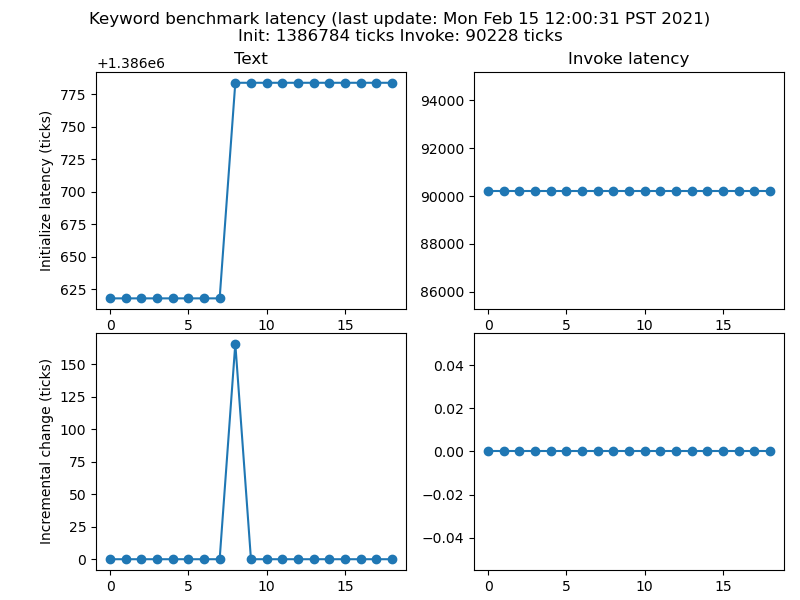 Keyword benchmark latency (last update: Mon Feb 15 12:00:31 PST 2021)
Init: 1386784 ticks Invoke: 90228 ticks
Text
+1.386e6
Initialize latency (ticks)
775
750
725
700
675
650
625
0 5 10 15
Invoke latency
94000
92000
90000
88000
86000
0 5 10 15
Incremental change (ticks)
150
125
100
75
50
25
0
0 5 10 15
0.04
0.02
0.00
−0.02
−0.04
0 5 10 15